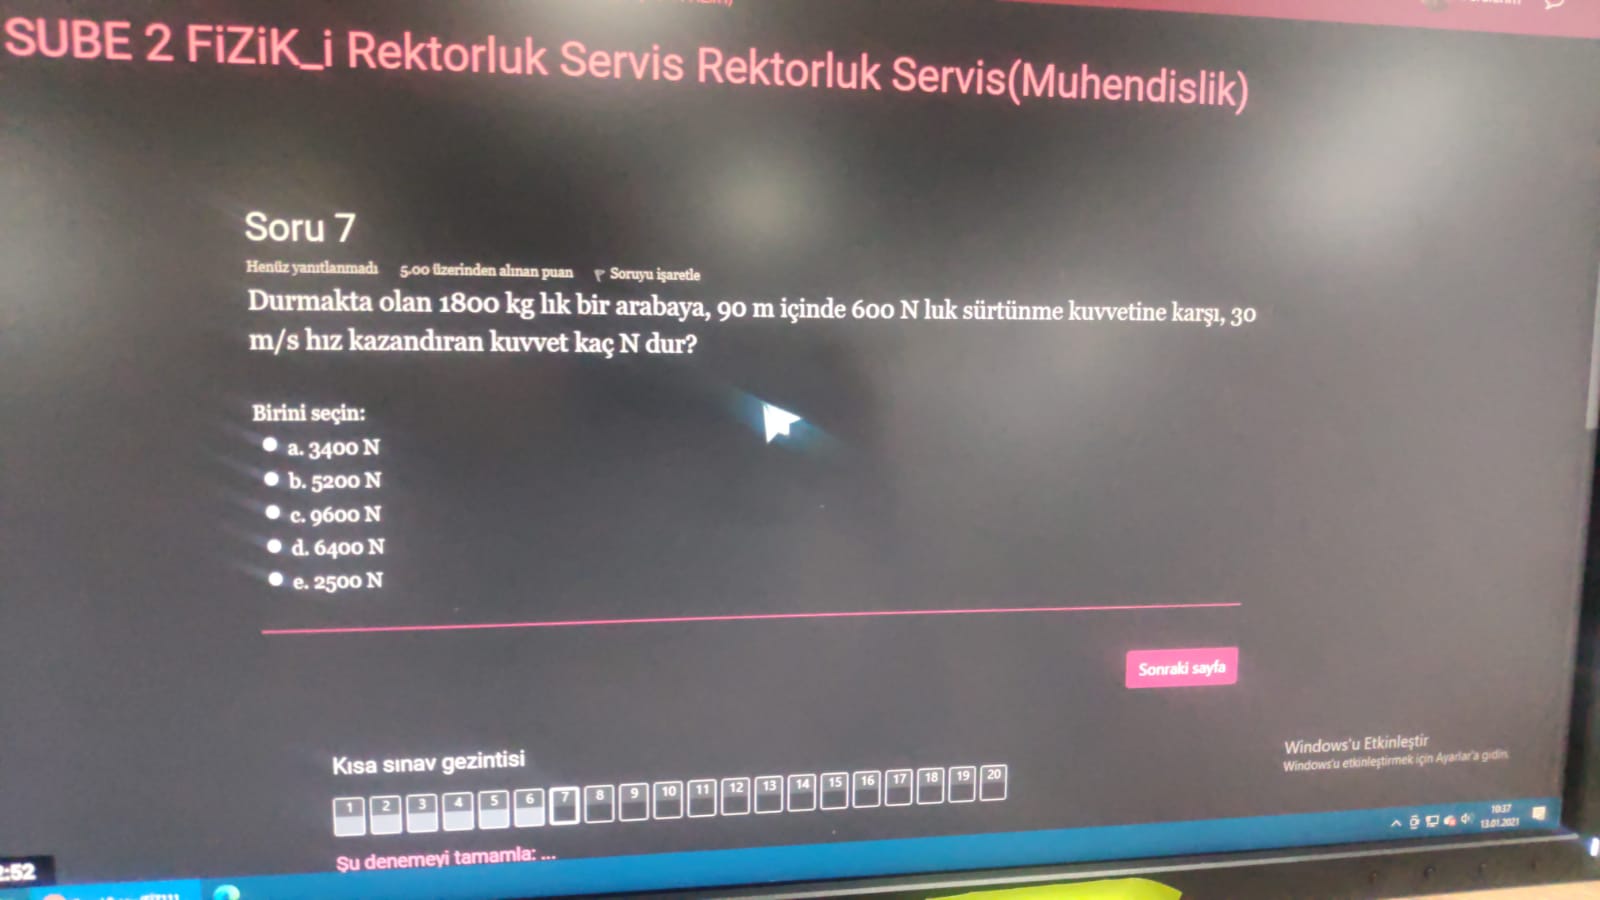 SUBE 2 FiZiK_i Rektorluk Servis Rektorluk Servis(Muhendislik)
Soru 7
Henüz yanıtlanmadı 5,00 üzerinden alınan puan Soruyu işaretle
Durmakta olan 1800 kg lık bir arabaya, 90 m içinde 600 N luk sürtünme kuvvetine karşı, 30
m/s hız kazandıran kuvvet kaç N dur?
Birini seçin:
a. 3400 N
b. 5200 N
c. 9600 N
d. 6400 N
e. 2500 N
Sonraki sayfa
Kısa sınav gezintisi
1 2 3 4 5 6 7 8 9 10 11 12 13 14 15 16 17 18 19 20
Şu denemeyi tamamla: ...
Windows'u Etkinleştir
Windows'u etkinleştirmek için Ayarlar'a gidin.
10:37
13.01.2021
:52